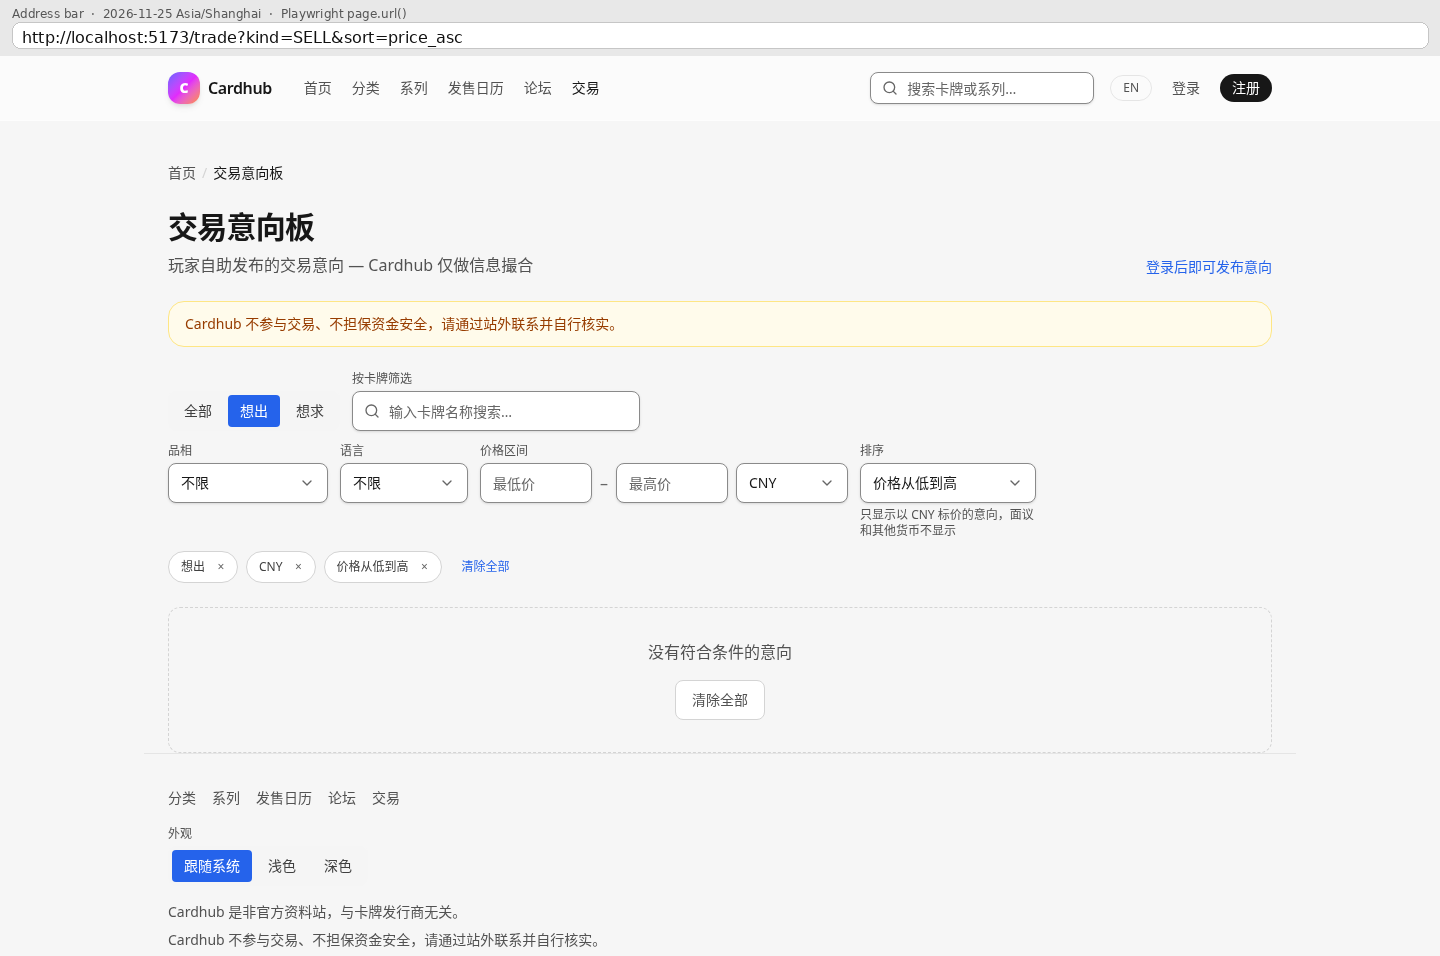 Address bar · 2026-11-25 Asia/Shanghai · Playwright page.url()
http://localhost:5173/trade?kind=SELL&sort=price_asc
C Cardhub 首页 分类 系列 发售日历 论坛 交易 搜索卡牌或系列... EN 登录 注册
首页 / 交易意向板
交易意向板
玩家自助发布的交易意向 — Cardhub 仅做信息撮合
登录后即可发布意向
Cardhub 不参与交易、不担保资金安全，请通过站外联系并自行核实。
按卡牌筛选
全部 想出 想求 输入卡牌名称搜索...
品相 语言 价格区间 排序
不限 不限 最低价 – 最高价 CNY 价格从低到高
只显示以 CNY 标价的意向，面议
和其他货币不显示
想出 × CNY × 价格从低到高 × 清除全部
没有符合条件的意向
清除全部
分类 系列 发售日历 论坛 交易
外观
跟随系统 浅色 深色
Cardhub 是非官方资料站，与卡牌发行商无关。
Cardhub 不参与交易、不担保资金安全，请通过站外联系并自行核实。